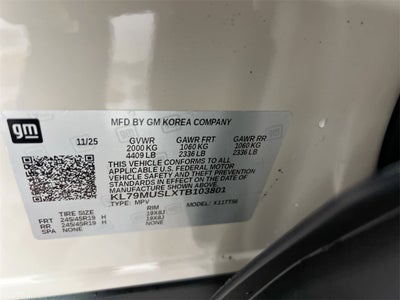 gm
MFD BY GM KOREA COMPANY
11/25 GVWR GAWR FRT GAWR RR
2000 KG 1060 KG 1060 KG
4409 LB 2336 LB 2336 LB
THIS VEHICLE CONFORMS TO ALL
APPLICABLE U.S. FEDERAL MOTOR
VEHICLE SAFETY AND THEFT PREVENTION
STANDARDS IN EFFECT ON THE DATE OF
MANUFACTURE SHOWN ABOVE.
KL79MUSLXTB103801
TYPE: MPV MODEL:
TIRE SIZE RIM
FRT 245/45R19 H 19X8J
RR 245/45R19 H 19X8J
SPA NONE NONE